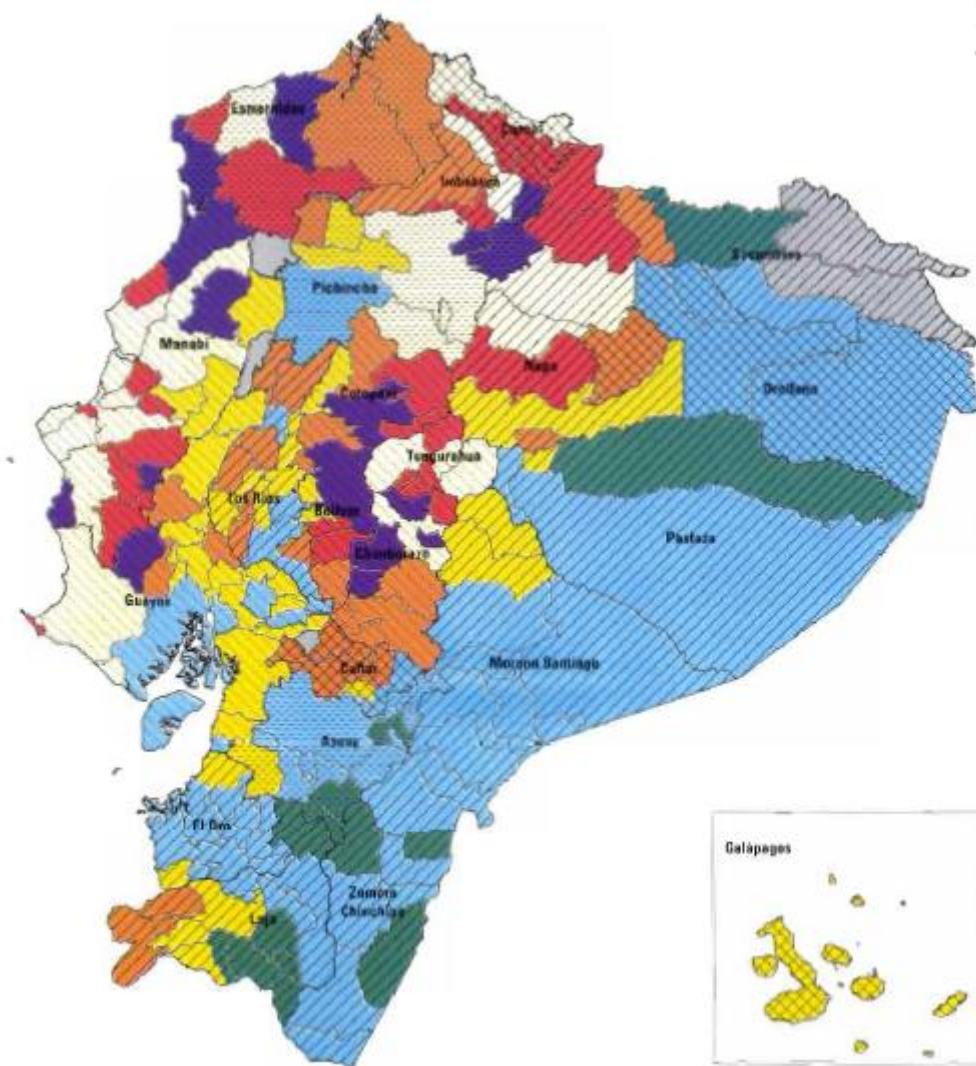 Esmeraldas
Carchi
Imbabura
Sucumbíos
Pichincha
Manabí
Napo
Orellana
Cotopaxi
Tungurahua
Los Ríos
Bolívar
Pastaza
Chimborazo
Guayas
Morona Santiago
Cañar
Azuay
El Oro
Galápagos
Zamora
Chinchipe
Loja